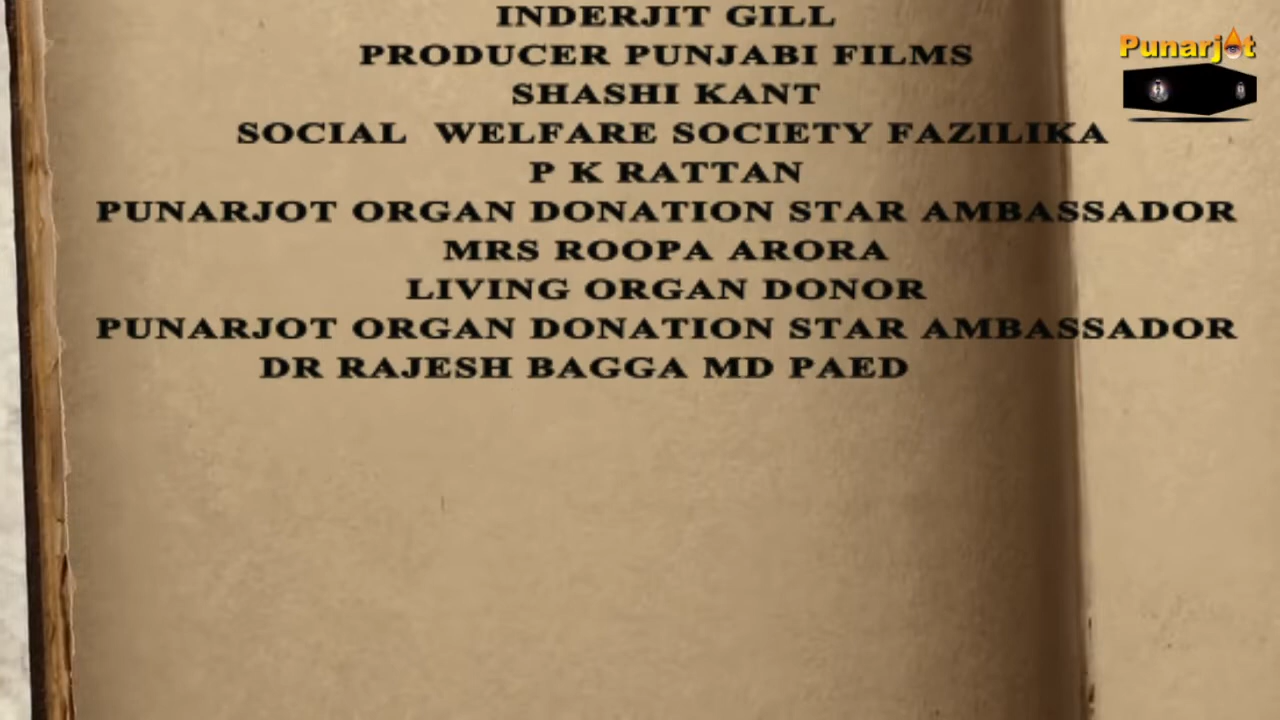 INDERJIT GILL
PRODUCER PUNJABI FILMS
SHASHI KANT
SOCIAL WELFARE SOCIETY FAZILIKA
P K RATTAN
PUNARJOT ORGAN DONATION STAR AMBASSADOR
MRS ROOPA ARORA
LIVING ORGAN DONOR
PUNARJOT ORGAN DONATION STAR AMBASSADOR
DR RAJESH BAGGA MD PAED
Punarjot